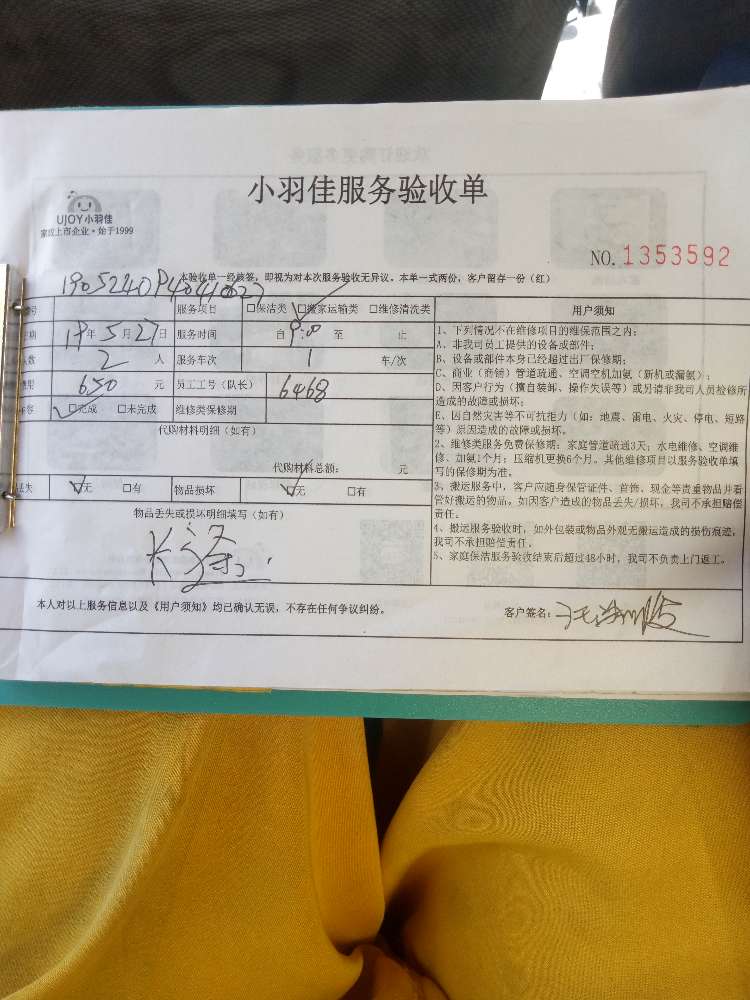 小羽佳服务验收单
UJOY小羽佳
家政上市企业·始于1999
NO.1353592
本验收单一经核签，即视为对本次服务验收无异议。本单一式两份，客户留存一份（红）
号 服务项目 □保洁类 ☑搬家运输类 □维修清洗类
19年5月27日 服务时间 自9:00至 止
人数 2人 服务车次 1 车/次
650元 员工工号（队长） 6468
☑完成 □未完成 维修类保修期
代购材料明细（如有）
代购材料总额： 元
丢失 ☑无 □有 物品损坏 ☑无 □有
物品丢失或损坏明细填写（如有）
用户须知
1、下列情况不在维修项目的维保范围之内：
A、非我司员工提供的设备或部件；
B、设备或部件本身已经超过出厂保修期；
C、商业（商铺）管道疏通、空调空机加氨（新机或漏氨）；
D、因客户行为（擅自装卸、操作失误等）或另请非我司人员检修所
造成的故障或损坏；
E、因自然灾害等不可抗拒力（如：地震、雷电、火灾、停电、短路
等）原因造成的故障或损坏。
2、维修类服务免费保修期：家庭管道疏通3天；水电维修、空调维
修、加氨1个月；压缩机更换6个月。其他维修项目以服务验收单填
写的保修期为准。
3、搬运服务中，客户应随身保管证件、首饰、现金等贵重物品并看
管好搬运的物品。如因客户造成的物品丢失/损坏，我司不承担赔偿
责任。
4、搬运服务验收时，如外包装或物品外观无搬运造成的损伤痕迹，
我司不承担赔偿责任。
5、家庭保洁服务验收结束后超过48小时，我司不负责上门返工。
本人对以上服务信息以及《用户须知》均已确认无误，不存在任何争议纠纷。
客户签名：